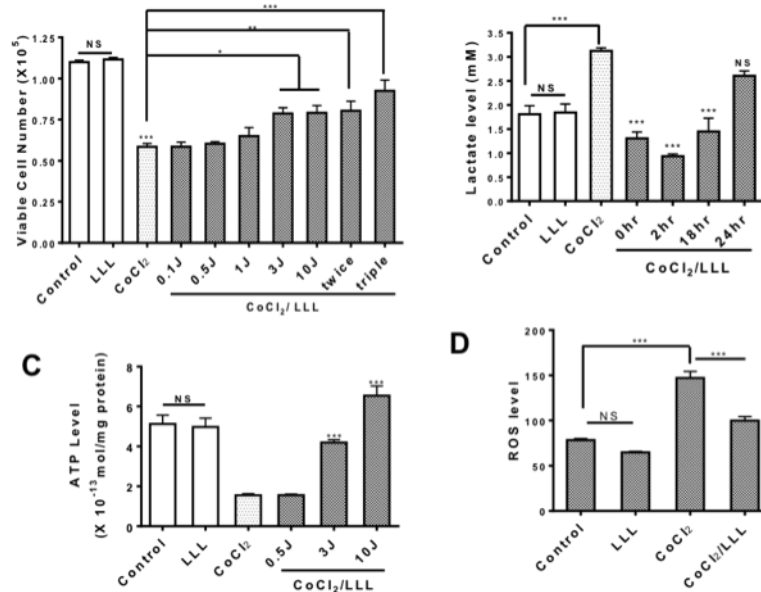 ***
**
*
NS
***
Viable Cell Number (X10⁵)
1.25
1.00
0.75
0.50
0.25
0.00
Control
LLL
CoCl₂
0.1J
0.5J
1J
3J
10J
twice
triple
CoCl₂/ LLL
***
NS
***
***
***
NS
Lactate level (mM)
3.5
3.0
2.5
2.0
1.5
1.0
0.5
0.0
Control
LLL
CoCl₂
0hr
2hr
18hr
24hr
CoCl₂/LLL
C
NS
***
***
ATP Level
(X 10⁻¹³ mol/mg protein)
8
6
4
2
0
Control
LLL
CoCl₂
0.5J
3J
10J
CoCl₂/LLL
D
***
***
NS
ROS level
200
150
100
50
0
Control
LLL
CoCl₂
CoCl₂/LLL